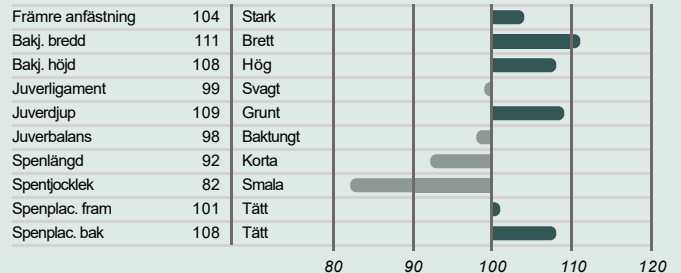 Främre anfästning 104 Stark
Bakj. bredd 111 Brett
Bakj. höjd 108 Hög
Juverligament 99 Svagt
Juverdjup 109 Grunt
Juverbalans 98 Baktungt
Spenlängd 92 Korta
Spentjocklek 82 Smala
Spenplac. fram 101 Tätt
Spenplac. bak 108 Tätt
80 90 100 110 120